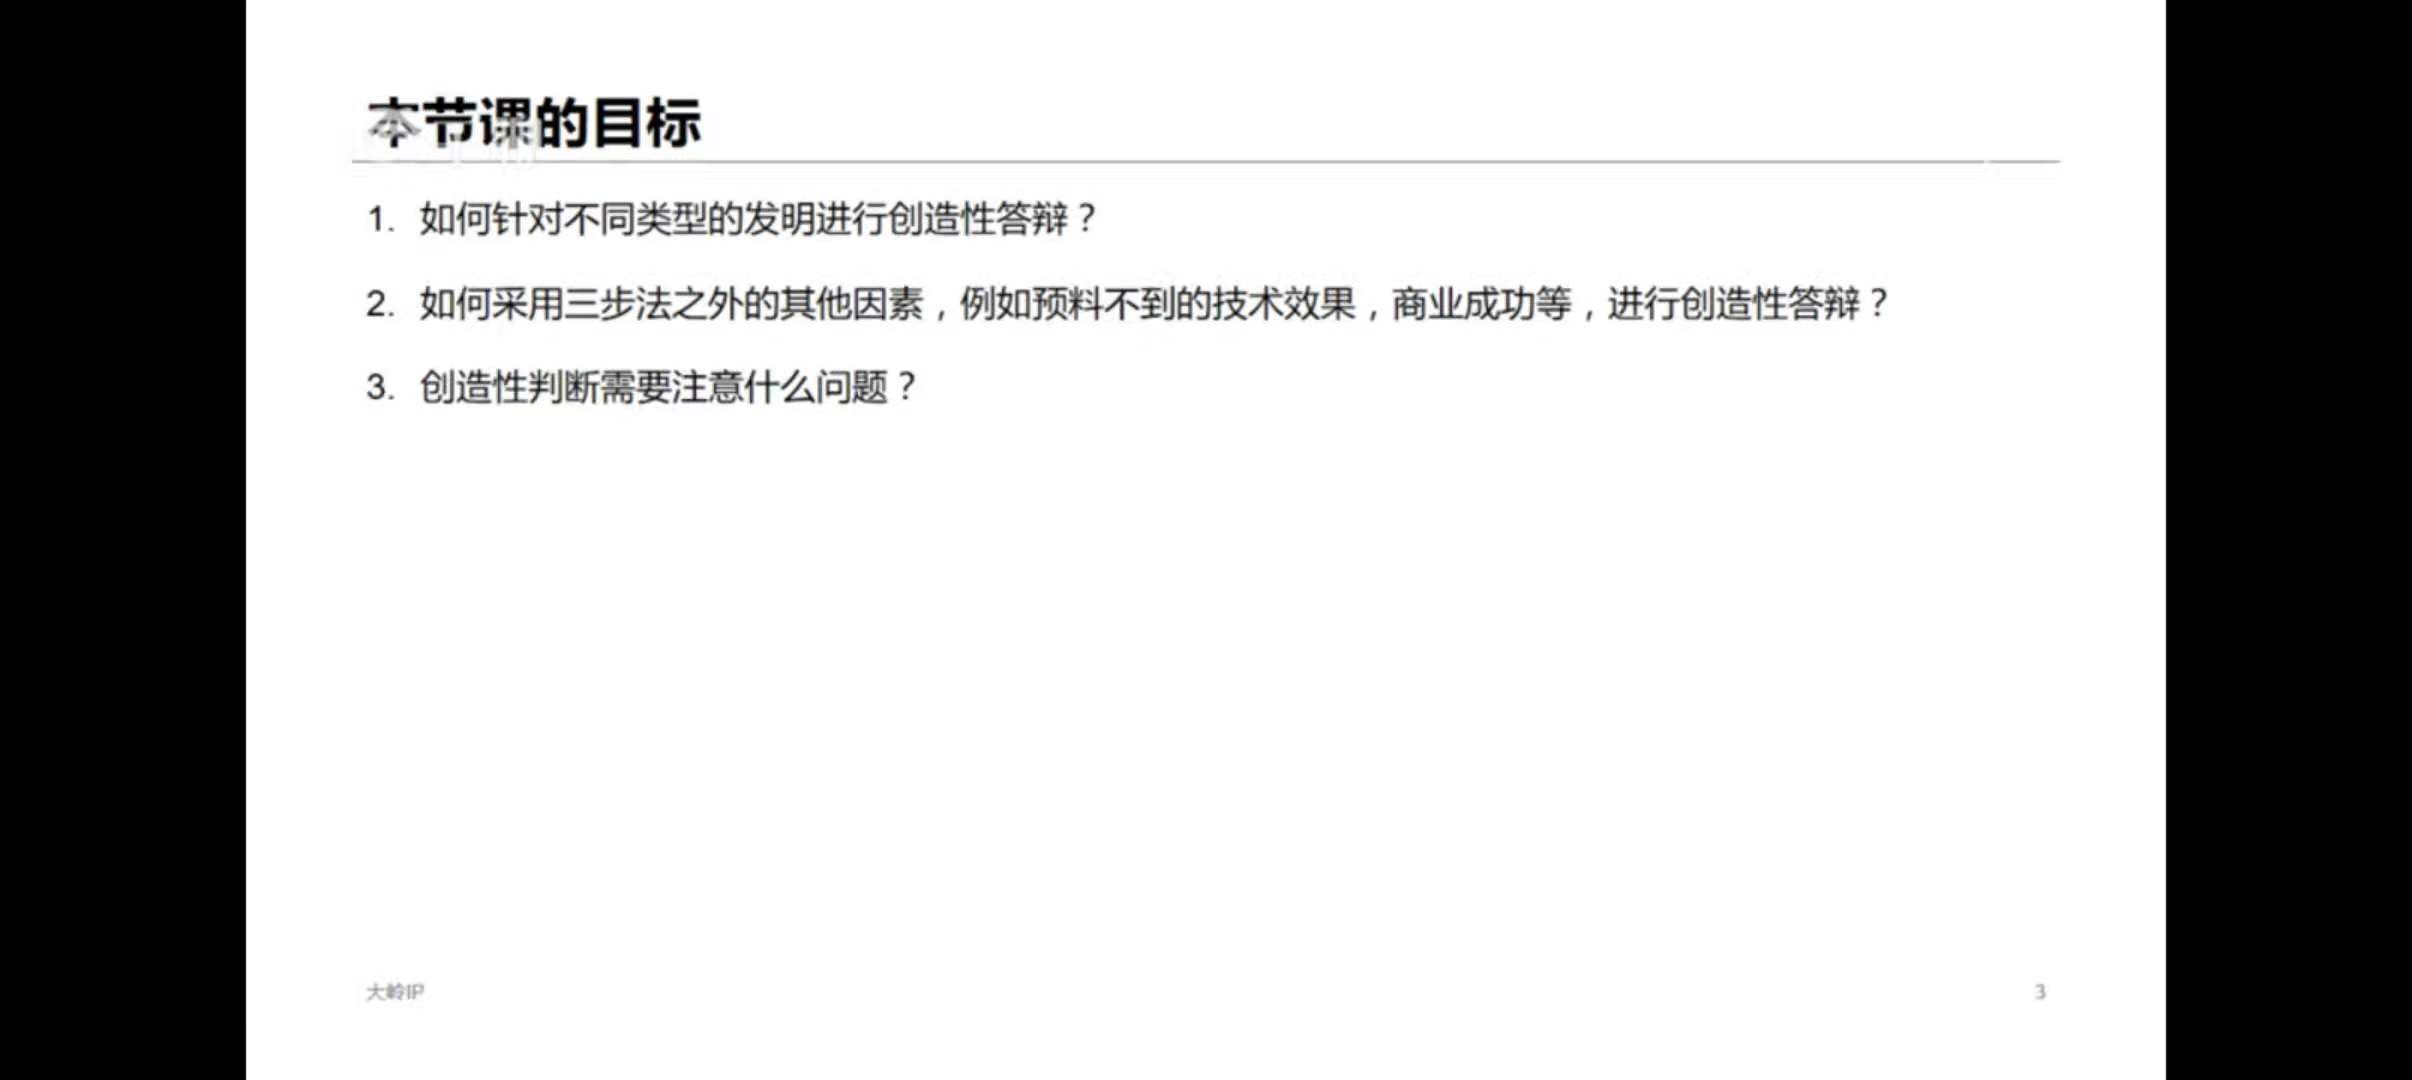 本节课的目标
1. 如何针对不同类型的发明进行创造性答辩？
2. 如何采用三步法之外的其他因素，例如预料不到的技术效果，商业成功等，进行创造性答辩？
3. 创造性判断需要注意什么问题？
大岭IP
3